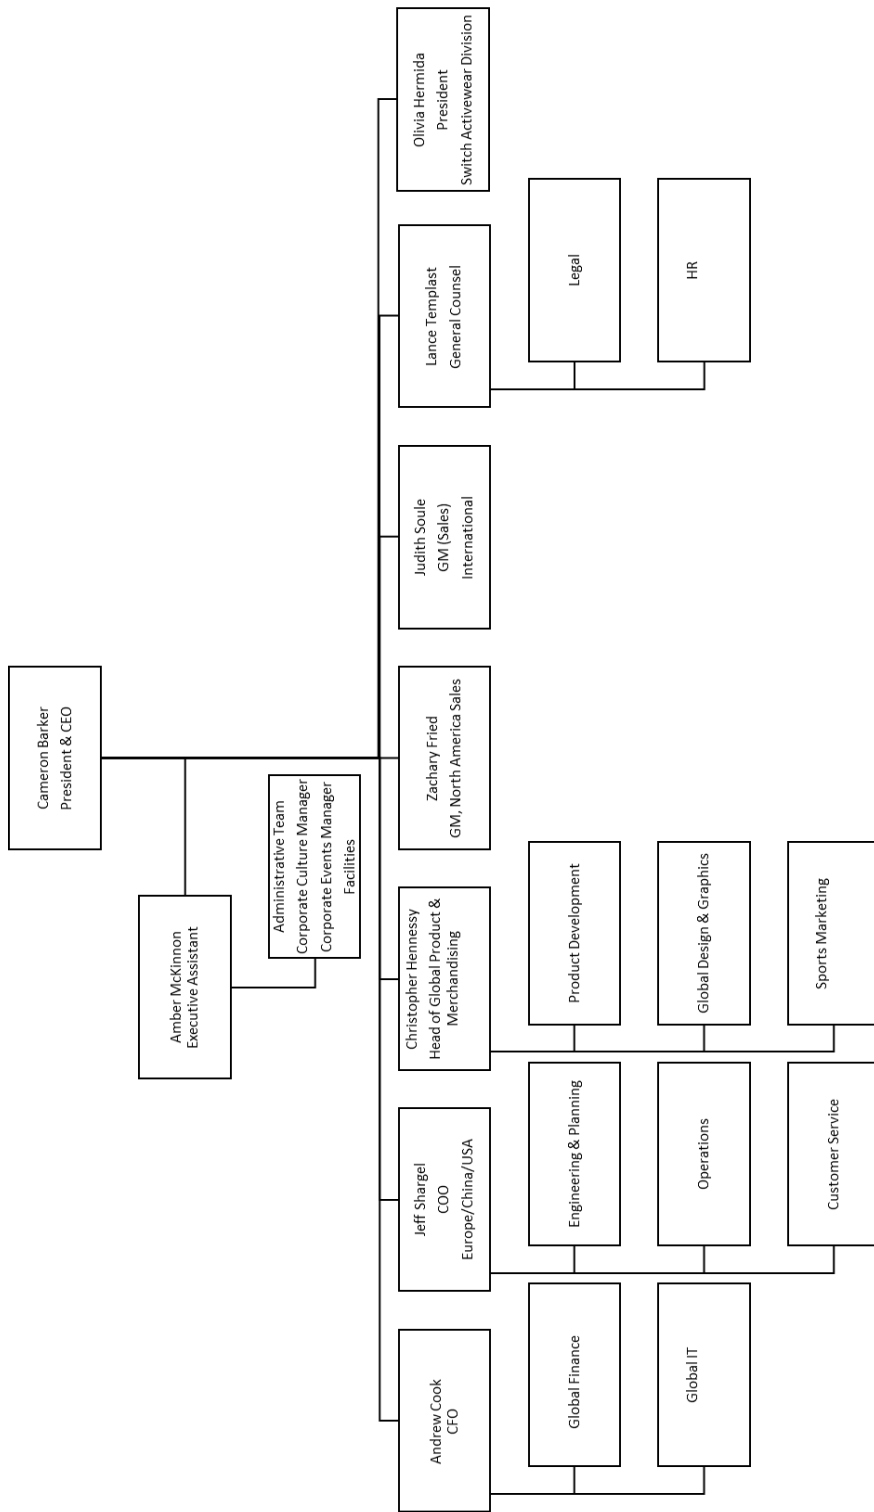 Cameron Barker
President & CEO
Amber McKinnon
Executive Assistant
Administrative Team
Corporate Culture Manager
Corporate Events Manager
Facilities
Andrew Cook
CFO
Global Finance
Global IT
Jeff Shargel
COO
Europe/China/USA
Engineering & Planning
Operations
Customer Service
Christopher Hennessy
Head of Global Product &
Merchandising
Product Development
Global Design & Graphics
Sports Marketing
Zachary Fried
GM, North America Sales
Judith Soule
GM (Sales)
International
Lance Templast
General Counsel
Legal
HR
Olivia Hermida
President
Switch Activewear Division